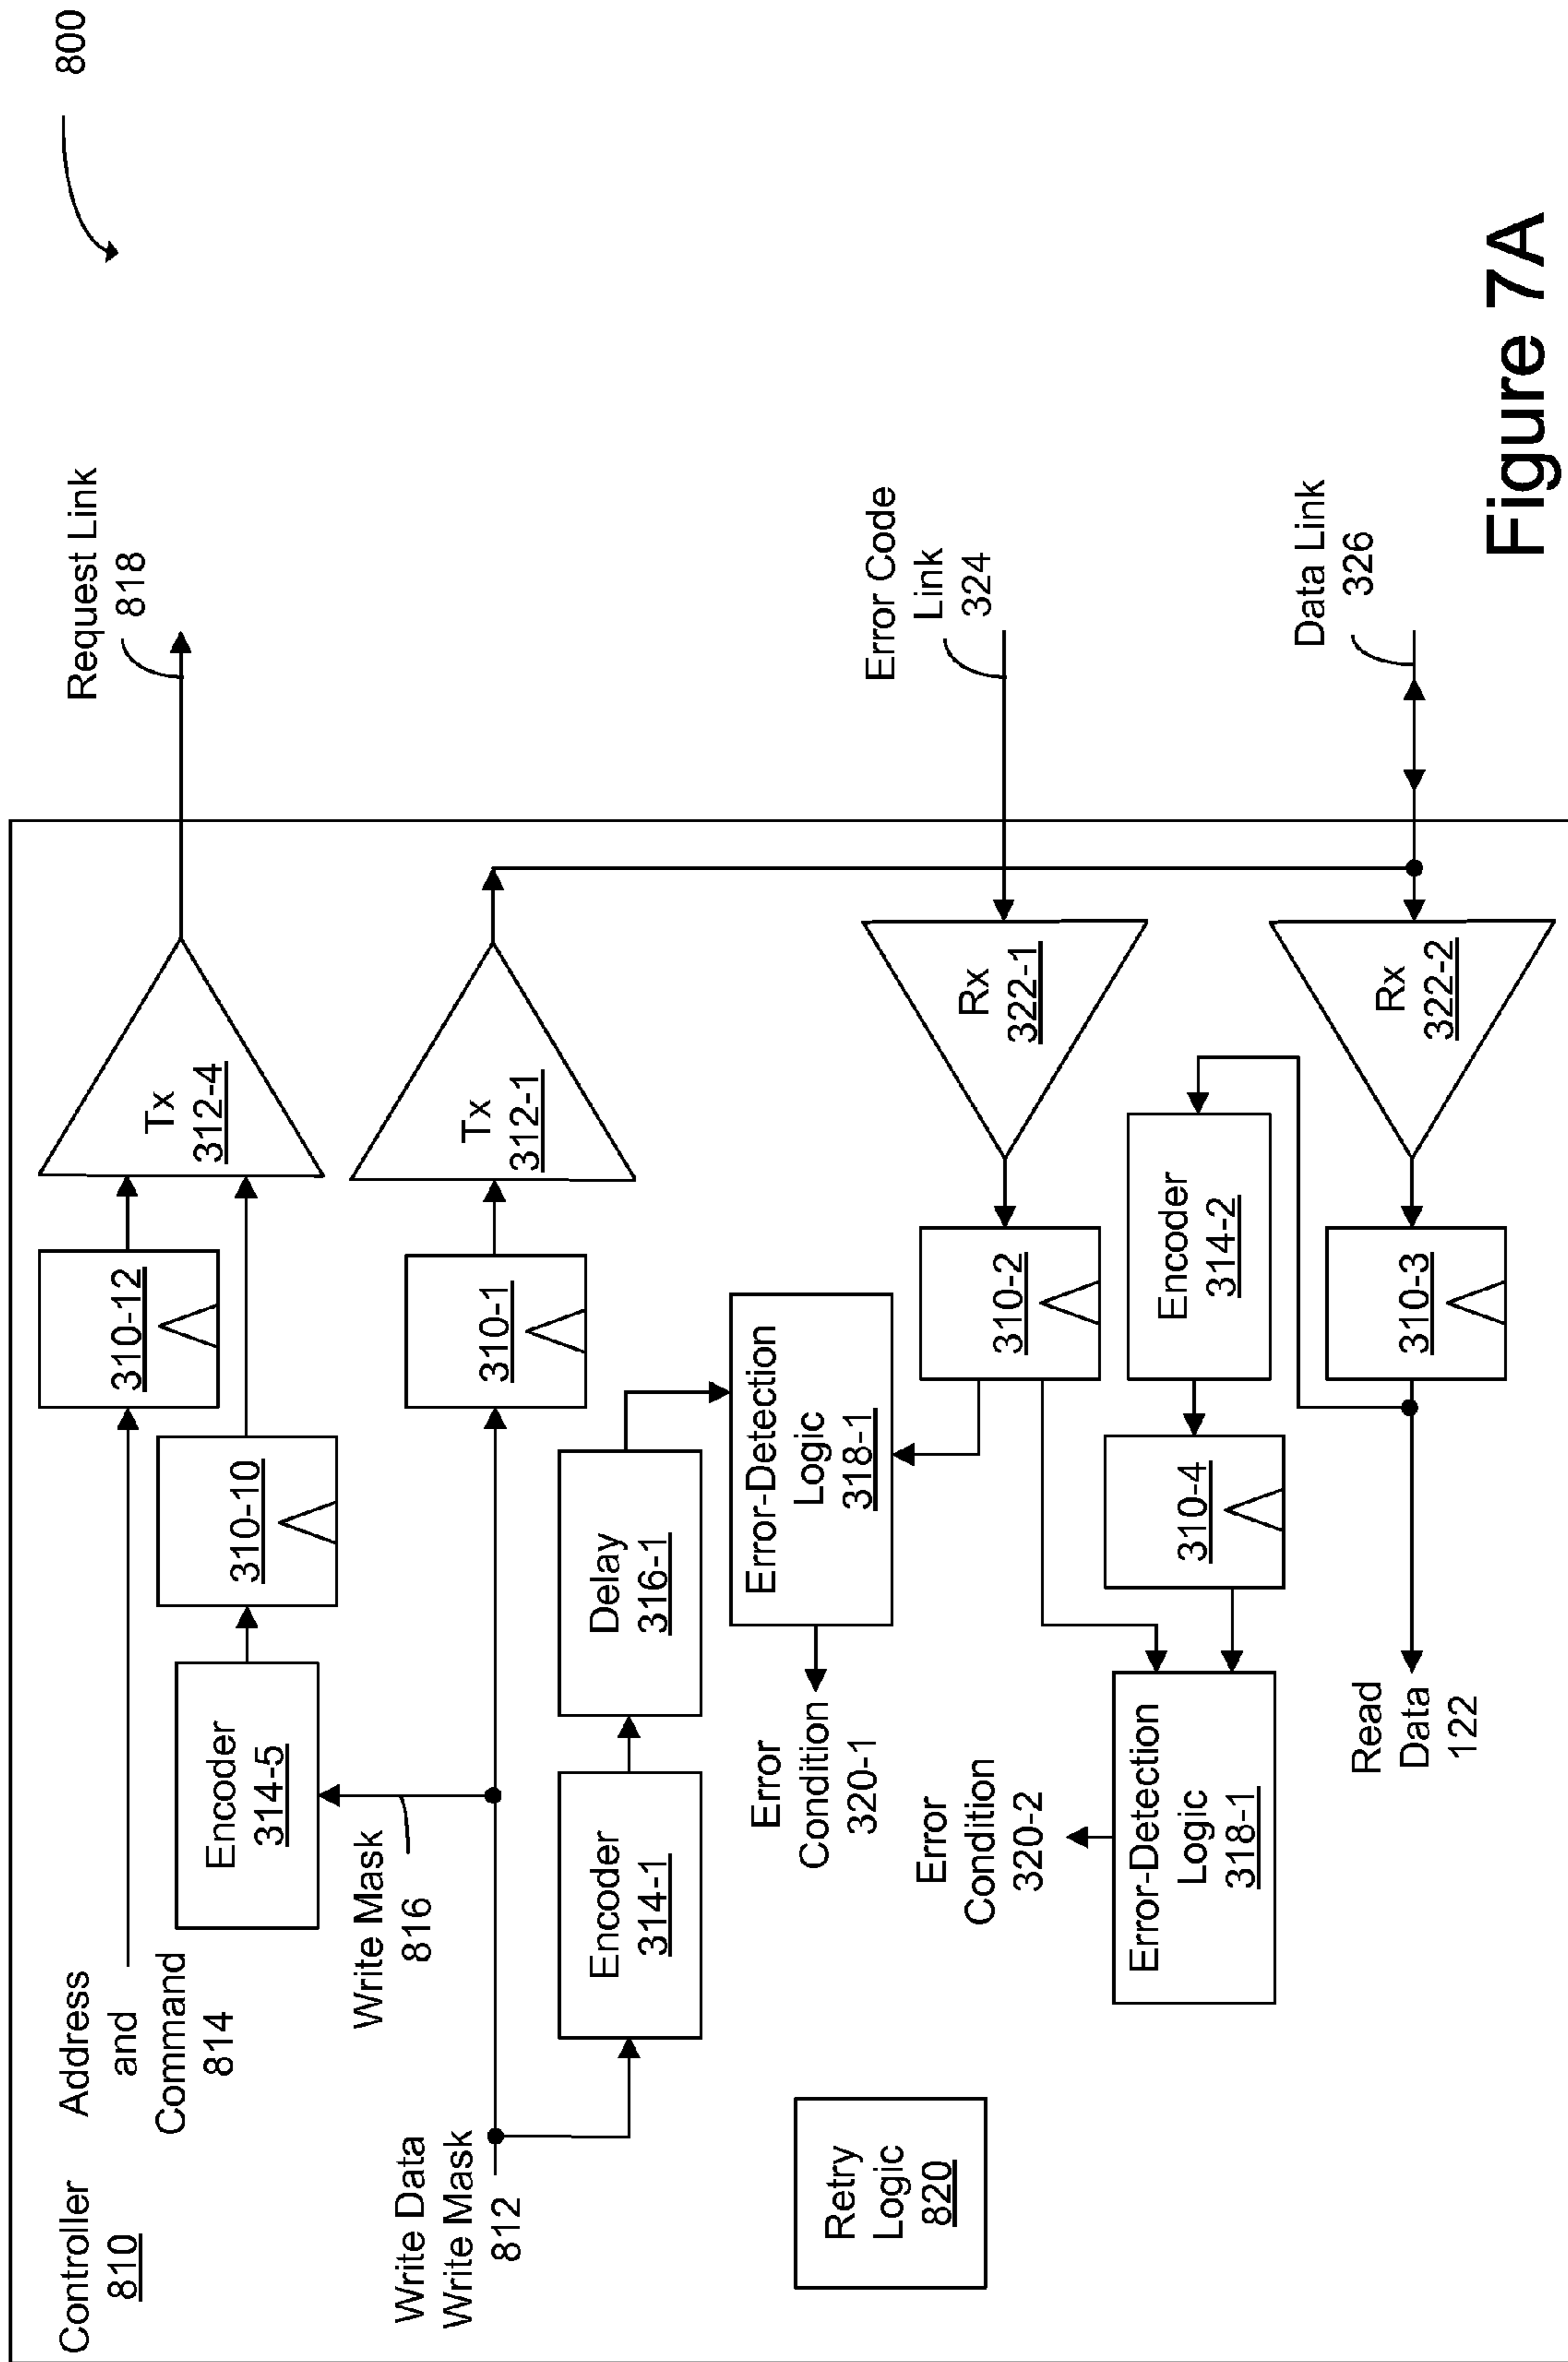 800
Controller
810
Address
and
Command
814
Request Link
818
Tx
312-4
310-12
310-10
Encoder
314-5
Write Mask
816
Write Data
Write Mask
812
Tx
312-1
310-1
Encoder
314-1
Delay
316-1
Error-Detection
Logic
318-1
Error
Condition
320-1
Retry
Logic
820
Error Code
Link
324
Rx
322-1
310-2
Encoder
314-2
310-4
Error-Detection
Logic
318-1
Error
Condition
320-2
Data Link
326
Rx
322-2
310-3
Read
Data
122
Figure 7A